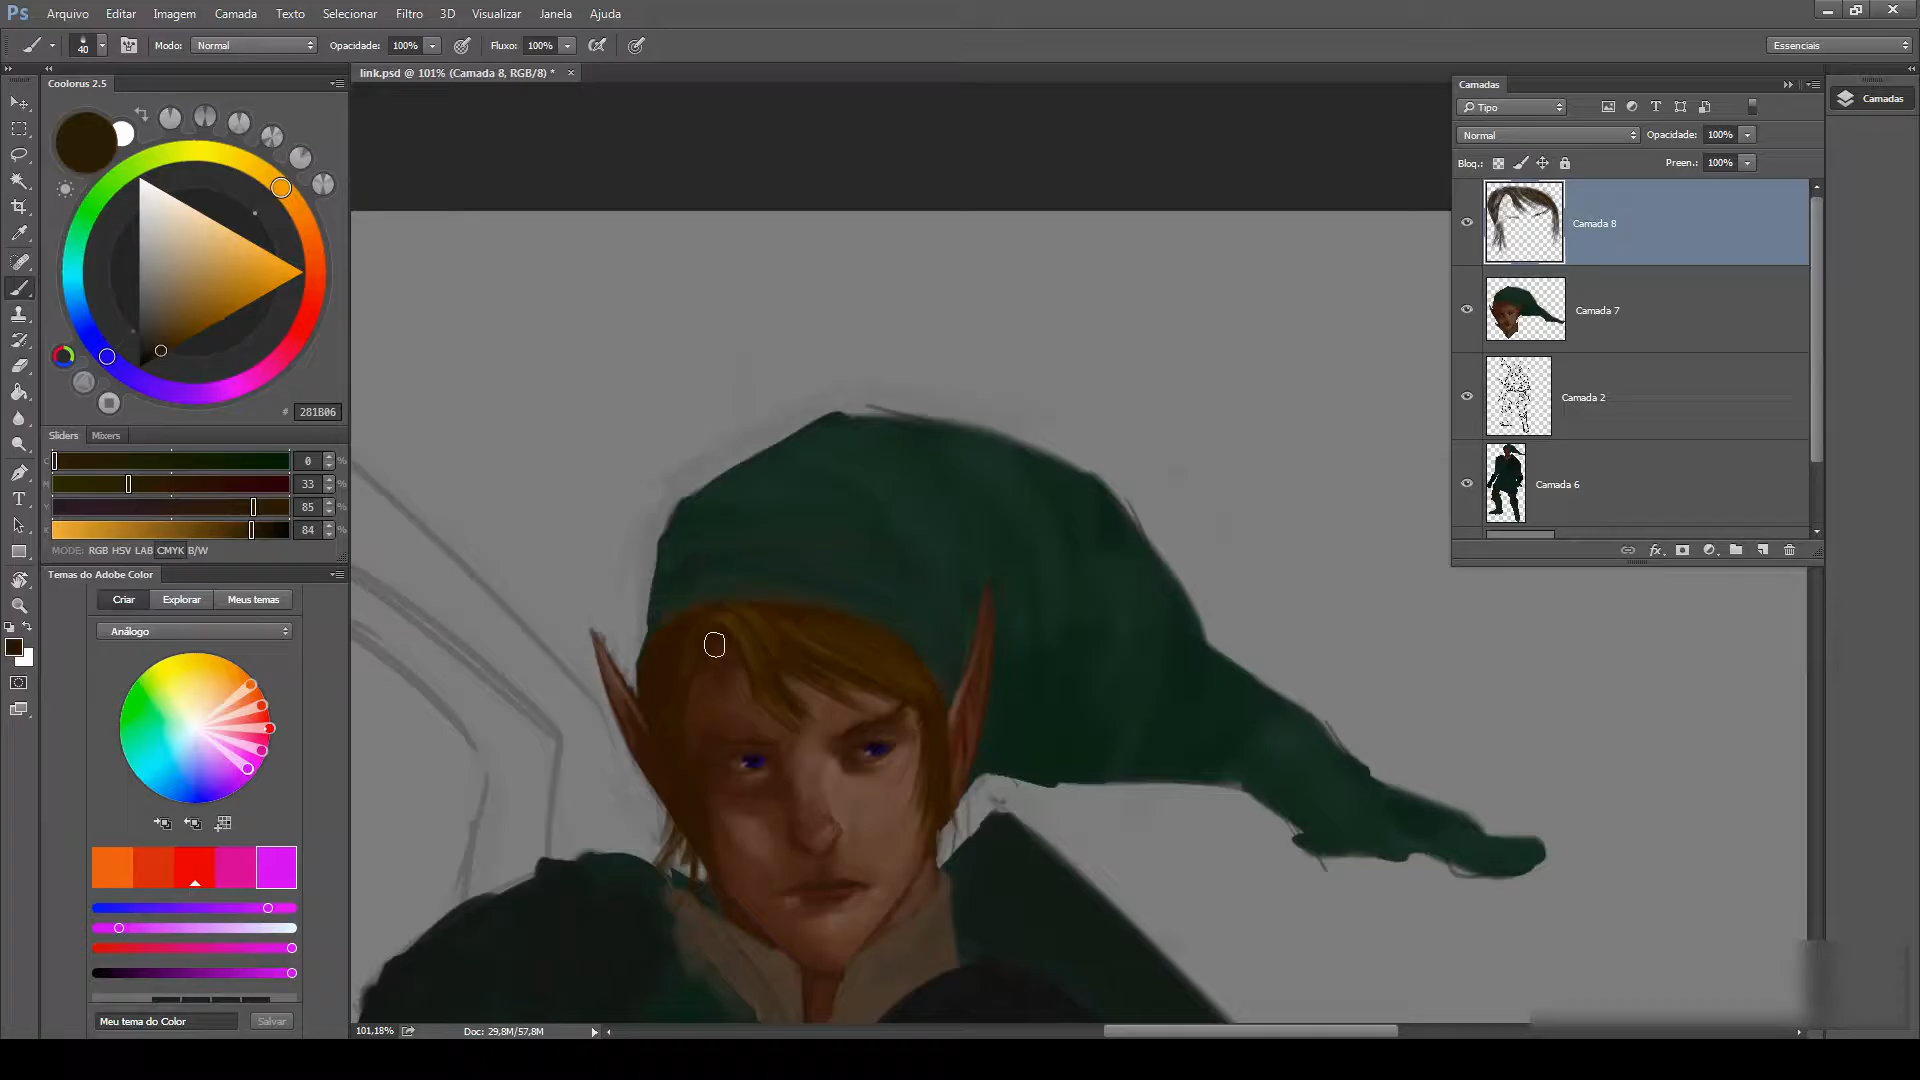 Ps Arquivo Editar Imagem Camada Texto Selecionar Filtro 3D Visualizar Janela Ajuda
40 Modo: Normal Opacidade: 100% Fluxo: 100% Essenciais
link.psd @ 101% (Camada 8, RGB/8) * ×
Coolorus 2.5
# 281B06
Sliders Mixers
C 0 %
M 33 %
Y 85 %
K 84 %
MODE: RGB HSV LAB CMYK B/W
Temas do Adobe Color
Criar Explorar Meus temas
Análogo
Meu tema do Color Salvar
101,18% Doc: 29,8M/57,8M
Camadas
Tipo
Normal Opacidade: 100%
Bloq.: Preen.: 100%
Camada 8
Camada 7
Camada 2
Camada 6
fx
Camadas